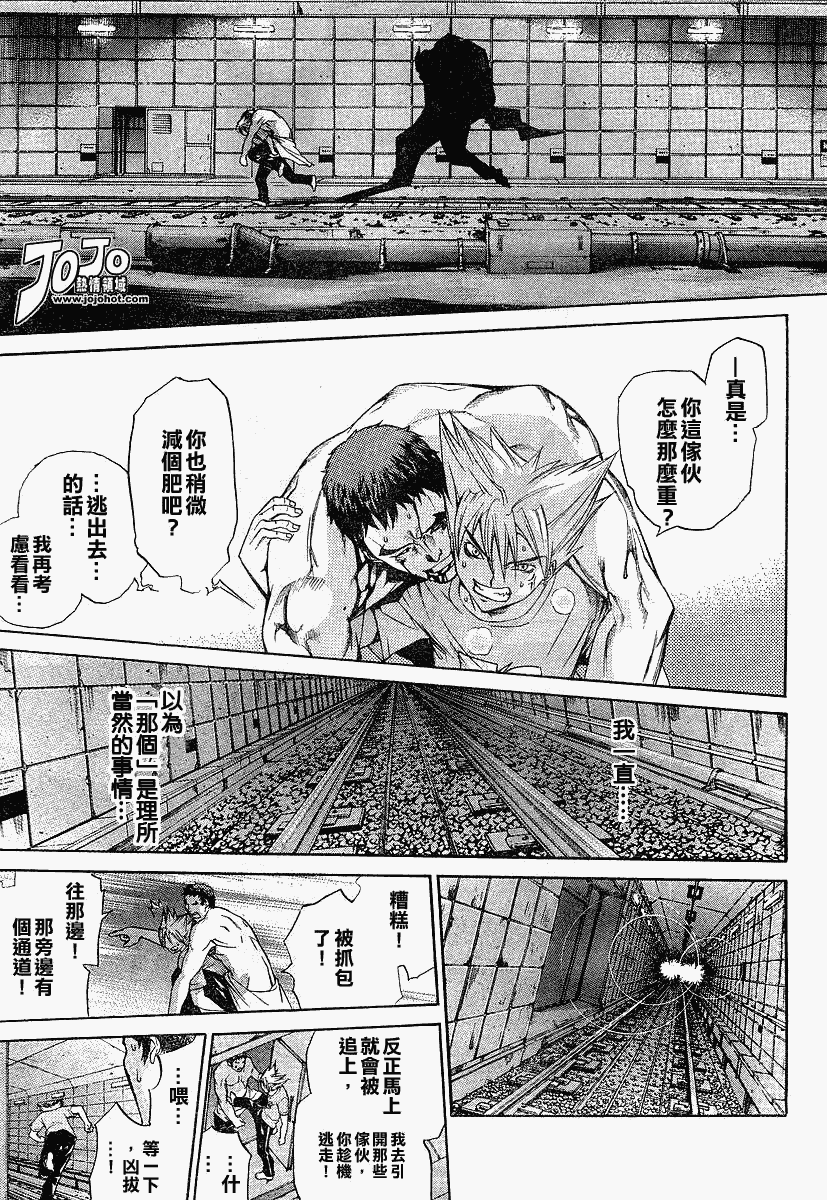 JOJO
熱情領域
www.jojohot.com
—真是…
你這傢伙
怎麼那麼重？
你也稍微
減個肥吧？
…逃出去…
的話…
我再考
慮看看…
我一直……
以為
「那個」是理所
當然的事情…
糟糕！
被抓包
了！
往那邊！
那旁邊有
個通道！
反正馬上
就會被
追上，
我去引
開那些
傢伙，
你趁機
逃走！
…什
…喂…
等一下
，凶拔
…！